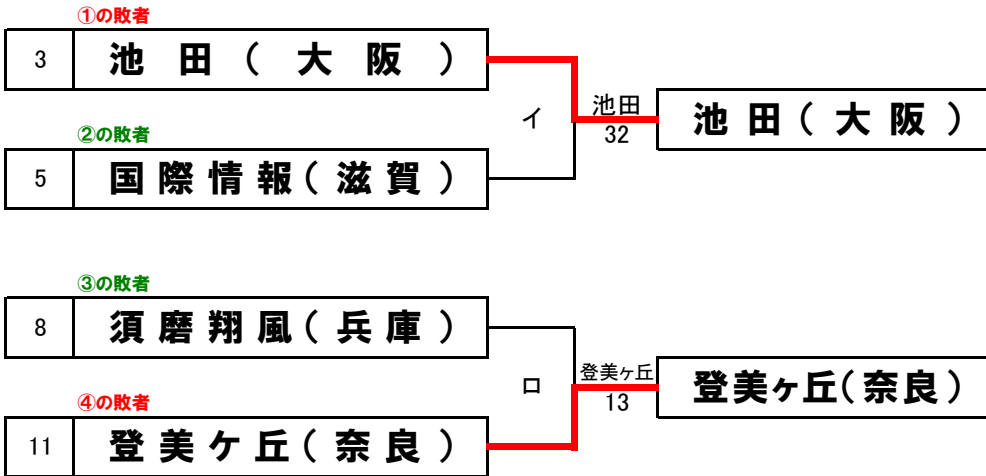 ①の敗者
3 池田(大阪)
イ
池田
32
池田(大阪)
②の敗者
5 国際情報(滋賀)
③の敗者
8 須磨翔風(兵庫)
ロ
登美ヶ丘
13
登美ヶ丘(奈良)
④の敗者
11 登美ケ丘(奈良)